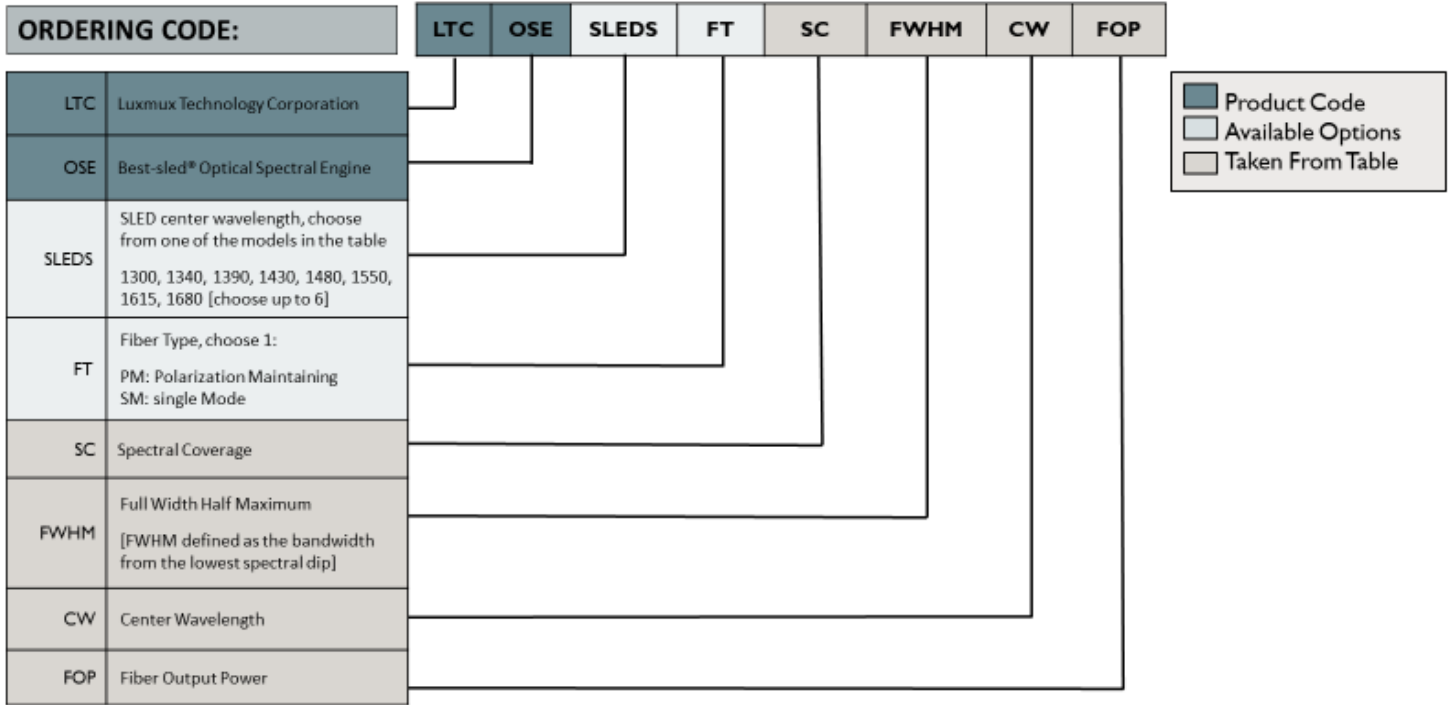 ORDERING CODE:
LTC OSE SLEDS FT SC FWHM CW FOP
LTC Luxmux Technology Corporation
OSE Best-sled® Optical Spectral Engine
SLEDS
SLED center wavelength, choose
from one of the models in the table
1300, 1340, 1390, 1430, 1480, 1550,
1615, 1680 [choose up to 6]
FT
Fiber Type, choose 1:
PM: Polarization Maintaining
SM: single Mode
SC Spectral Coverage
FWHM
Full Width Half Maximum
[FWHM defined as the bandwidth
from the lowest spectral dip]
CW Center Wavelength
FOP Fiber Output Power
Product Code
Available Options
Taken From Table